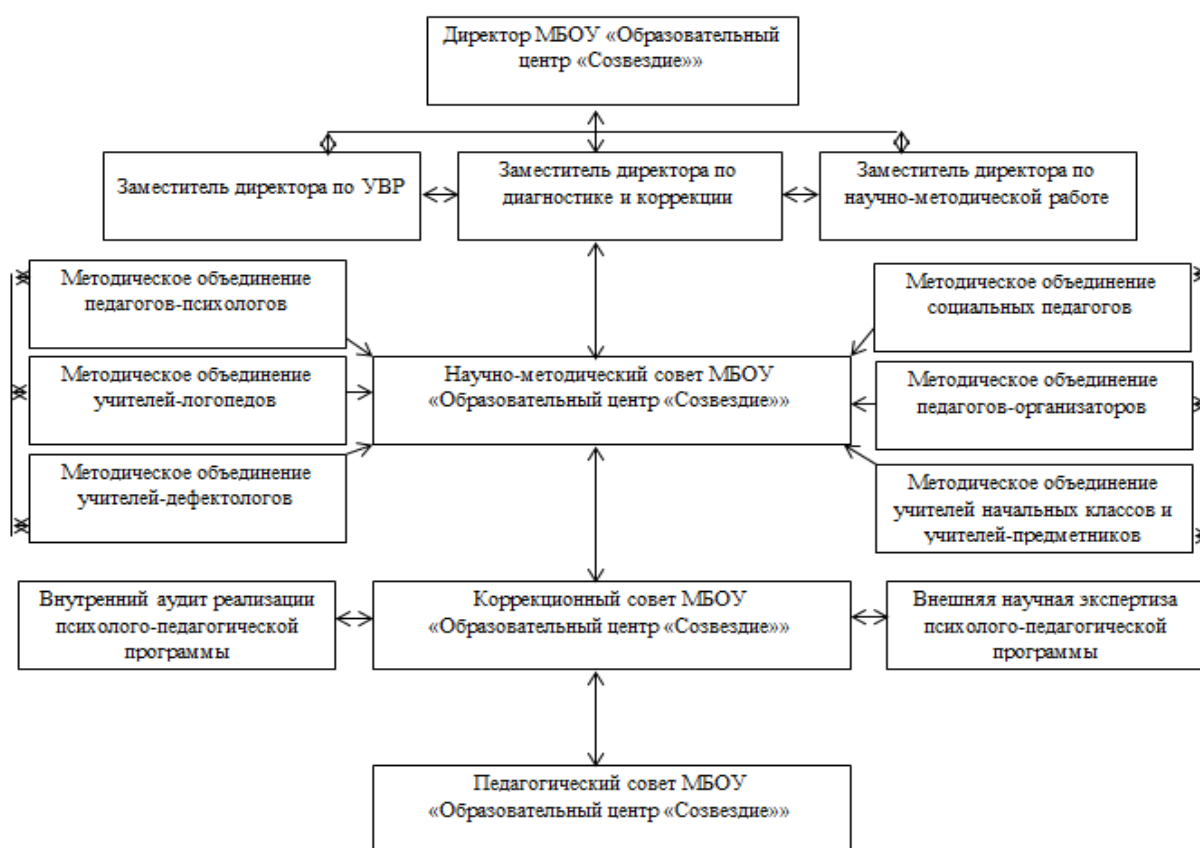 Директор МБОУ «Образовательный
центр «Созвездие»»
Заместитель директора по УВР
Заместитель директора по
диагностике и коррекции
Заместитель директора по
научно-методической работе
Методическое объединение
педагогов-психологов
Методическое объединение
социальных педагогов
Методическое объединение
учителей-логопедов
Научно-методический совет МБОУ
«Образовательный центр «Созвездие»»
Методическое объединение
педагогов-организаторов
Методическое объединение
учителей-дефектологов
Методическое объединение
учителей начальных классов и
учителей-предметников
Внутренний аудит реализации
психолого-педагогической
программы
Коррекционный совет МБОУ
«Образовательный центр «Созвездие»»
Внешняя научная экспертиза
психолого-педагогической
программы
Педагогический совет МБОУ
«Образовательный центр «Созвездие»»